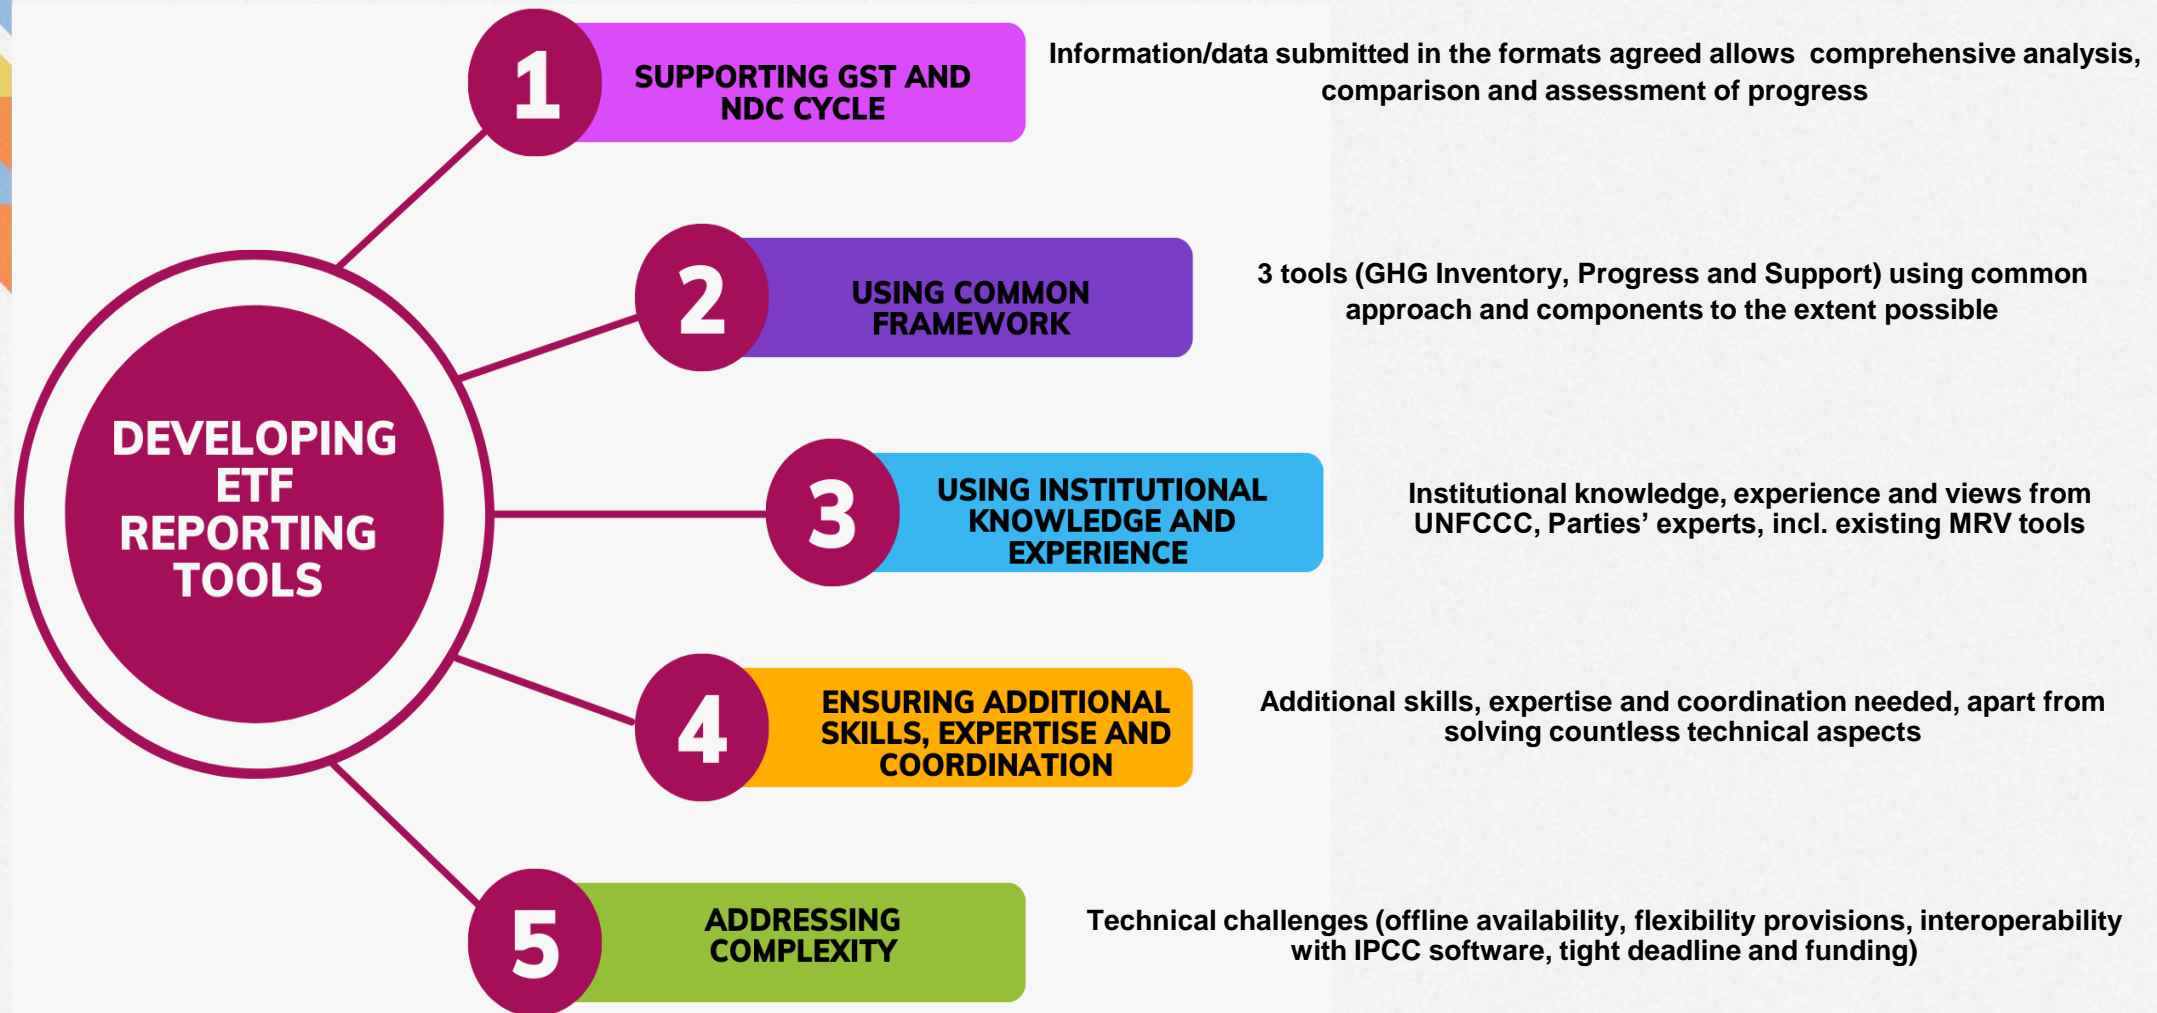 DEVELOPING
ETF
REPORTING
TOOLS
1
SUPPORTING GST AND
NDC CYCLE
Information/data submitted in the formats agreed allows comprehensive analysis,
comparison and assessment of progress
2
USING COMMON
FRAMEWORK
3 tools (GHG Inventory, Progress and Support) using common
approach and components to the extent possible
3
USING INSTITUTIONAL
KNOWLEDGE AND
EXPERIENCE
Institutional knowledge, experience and views from
UNFCCC, Parties’ experts, incl. existing MRV tools
4
ENSURING ADDITIONAL
SKILLS, EXPERTISE AND
COORDINATION
Additional skills, expertise and coordination needed, apart from
solving countless technical aspects
5
ADDRESSING
COMPLEXITY
Technical challenges (offline availability, flexibility provisions, interoperability
with IPCC software, tight deadline and funding)